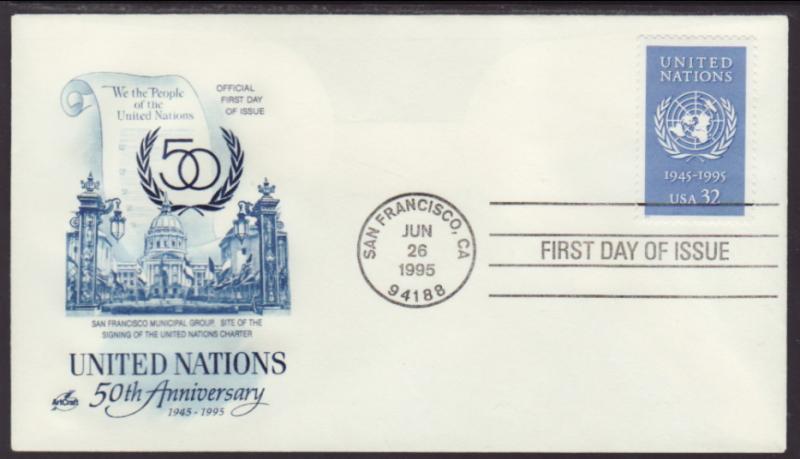 We the People
of the
United Nations
OFFICIAL
FIRST DAY
OF ISSUE
50
SAN FRANCISCO MUNICIPAL GROUP, SITE OF THE
SIGNING OF THE UNITED NATIONS CHARTER
UNITED NATIONS
50th Anniversary
1945 - 1995
ArtCraft
SAN FRANCISCO, CA
JUN
26
1995
94188
FIRST DAY OF ISSUE
UNITED
NATIONS
1945-1995
USA 32